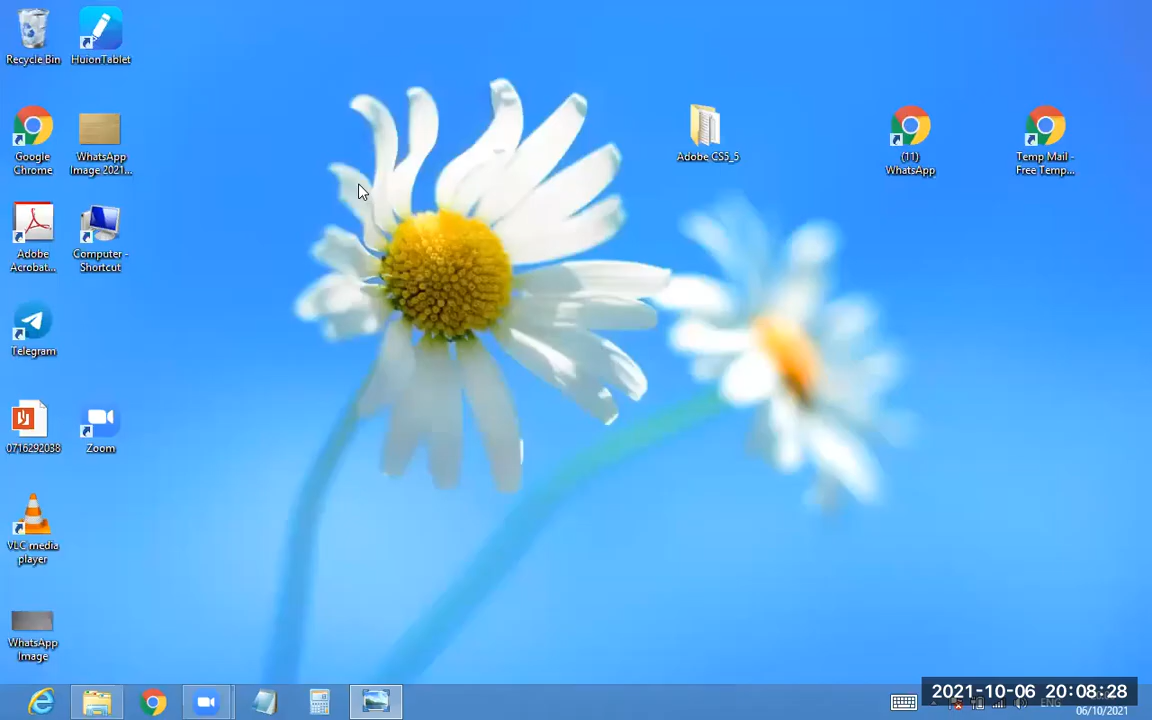 Recycle Bin
HuionTablet
Google
Chrome
WhatsApp
Image 2021...
Adobe CS5_5
(11)
WhatsApp
Temp Mail -
Free Temp...
Adobe
Acrobat...
Computer -
Shortcut
Telegram
0716292038
Zoom
VLC media
player
WhatsApp
Image
2021-10-06 20:08:28
ENG
06/10/2021